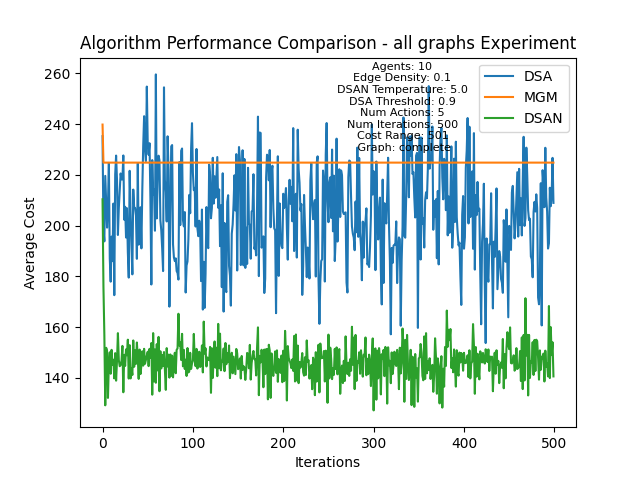 Algorithm Performance Comparison - all graphs Experiment
Agents: 10
Edge Density: 0.1
DSAN Temperature: 5.0
DSA Threshold: 0.9
Num Actions: 5
Num Iterations: 500
Cost Range: 501
Graph: complete
DSA
MGM
DSAN
Average Cost
260
240
220
200
180
160
140
0
100
200
300
400
500
Iterations